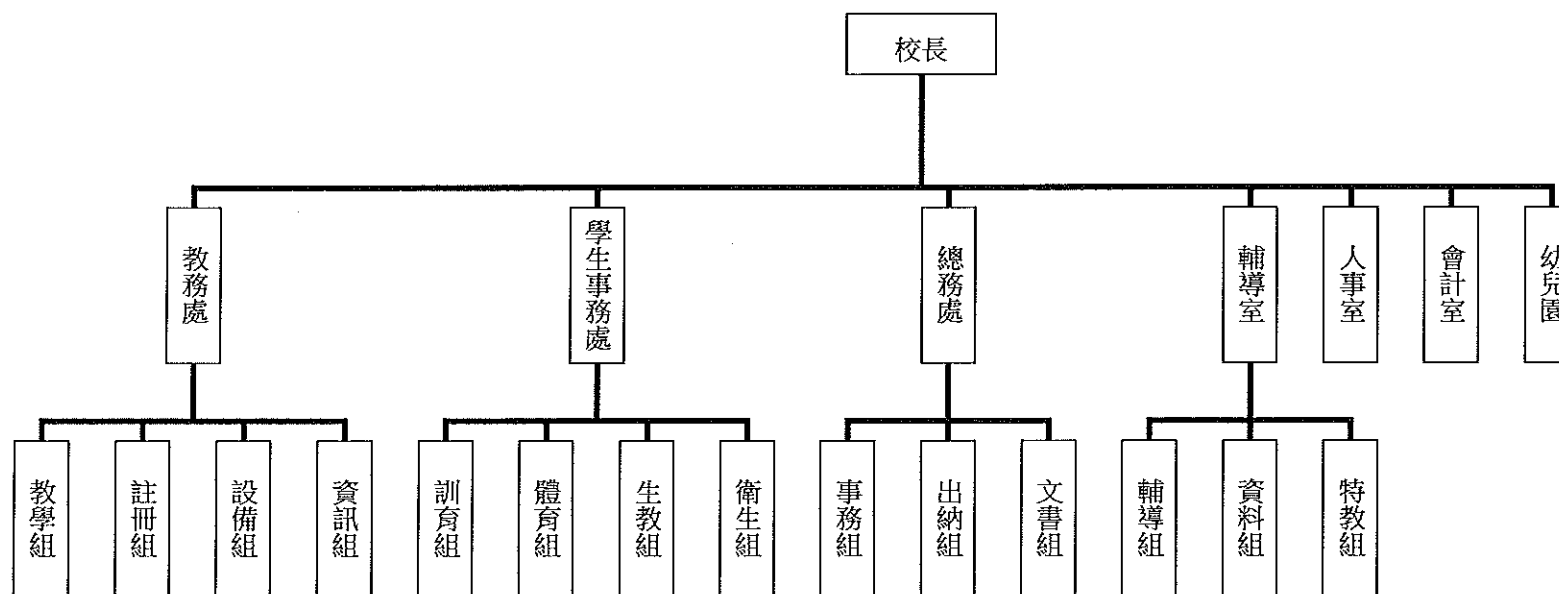 校長
教務處
學生事務處
總務處
輔導室
人事室
會計室
幼兒園
教學組
註冊組
設備組
資訊組
訓育組
體育組
生教組
衛生組
事務組
出納組
文書組
輔導組
資料組
特教組